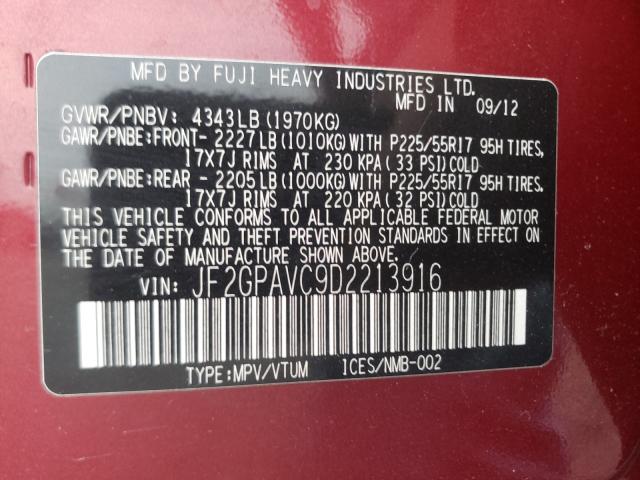 MFD BY FUJI HEAVY INDUSTRIES LTD.
MFD IN 09/12
GVWR/PNBV: 4343LB(1970KG)
GAWR/PNBE:FRONT- 2227LB(1010KG)WITH P225/55R17 95H TIRES,
17X7J RIMS AT 230 KPA(33 PSI)COLD
GAWR/PNBE:REAR - 2205LB(1000KG)WITH P225/55R17 95H TIRES.
17X7J RIMS AT 220 KPA(32 PSI)COLD
THIS VEHICLE CONFORMS TO ALL APPLICABLE FEDERAL MOTOR
VEHICLE SAFETY AND THEFT PREVENTION STANDARDS IN EFFECT ON
THE DATE OF MANUFACTURE SHOWN ABOVE.
VIN: JF2GPAVC9D2213916
TYPE:MPV/VTUM ICES/NMB-002